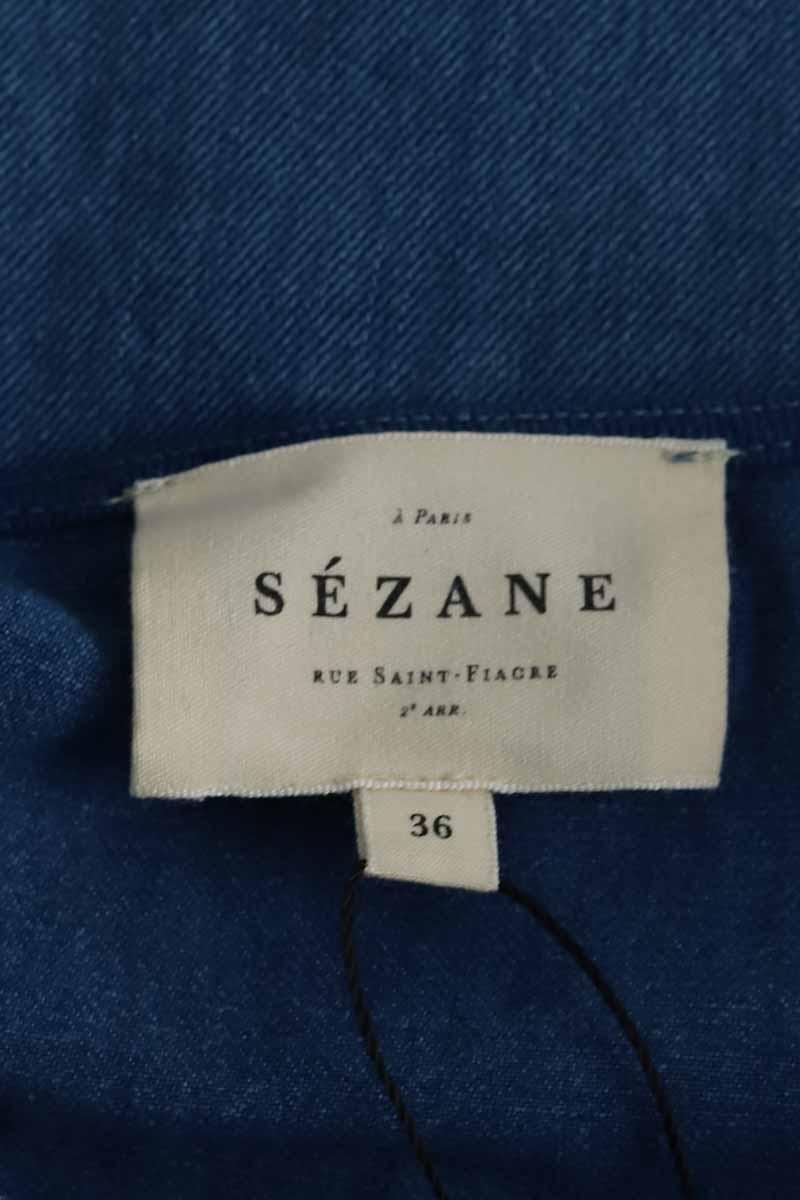 À PARIS
SÉZANE
RUE SAINT-FIACRE
2e ARR.
36